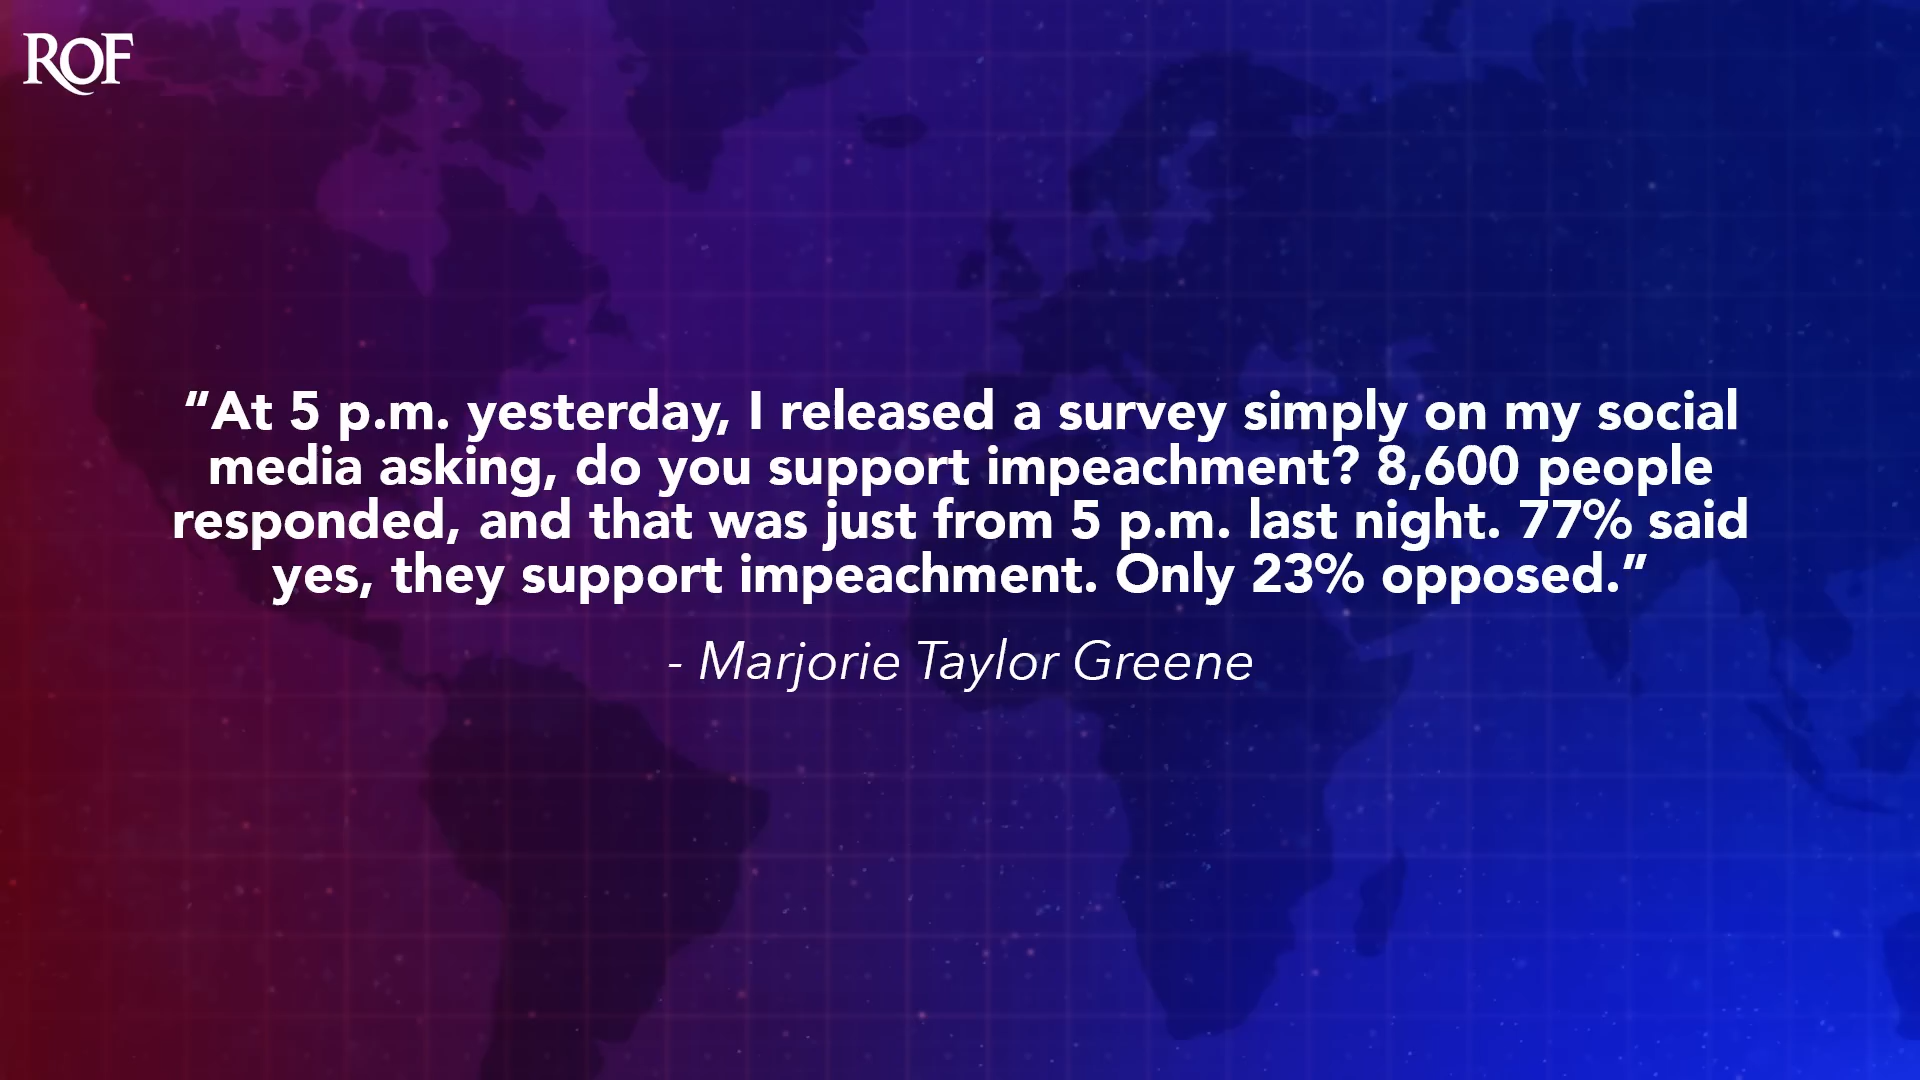 ROF
“At 5 p.m. yesterday, I released a survey simply on my social
media asking, do you support impeachment? 8,600 people
responded, and that was just from 5 p.m. last night. 77% said
yes, they support impeachment. Only 23% opposed.”
- Marjorie Taylor Greene